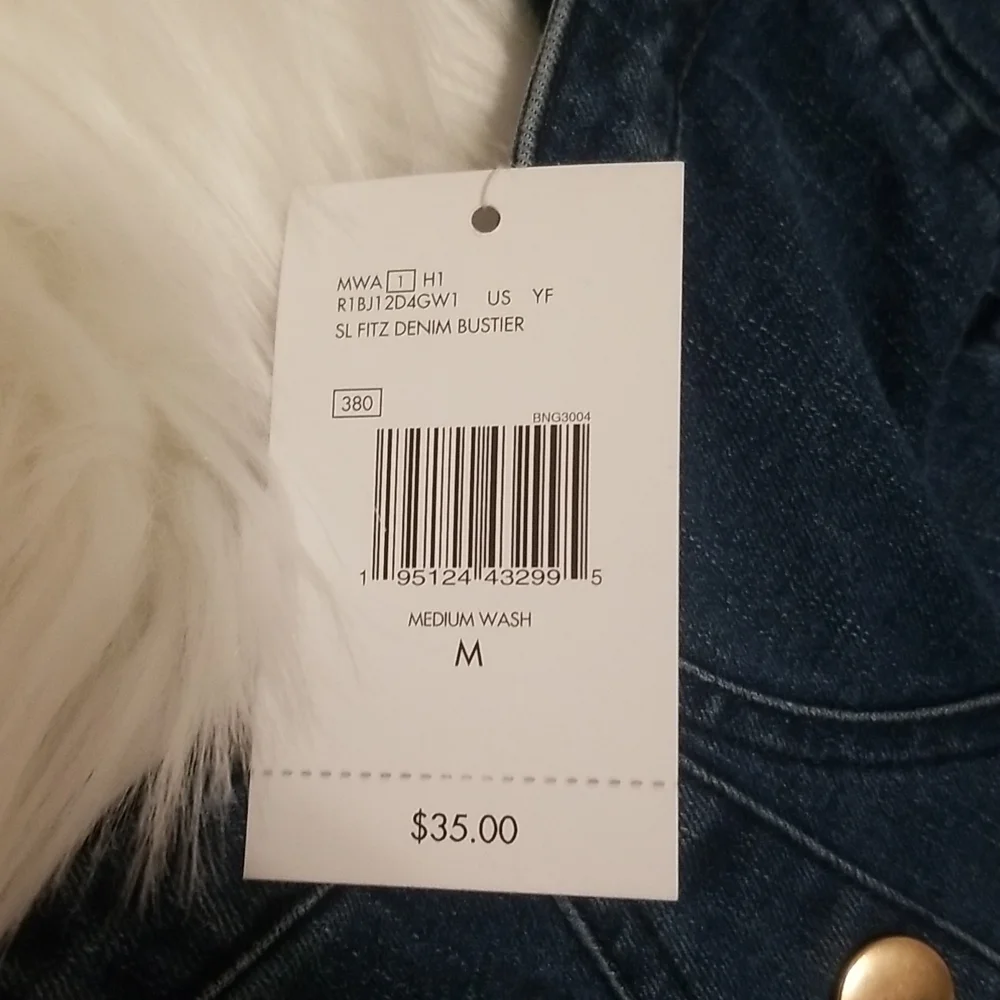 MWA 1 H1
R1BJ12D4GW1 US YF
SL FITZ DENIM BUSTIER
380
BNG3004
1 95124 43299 5
MEDIUM WASH
M
$35.00